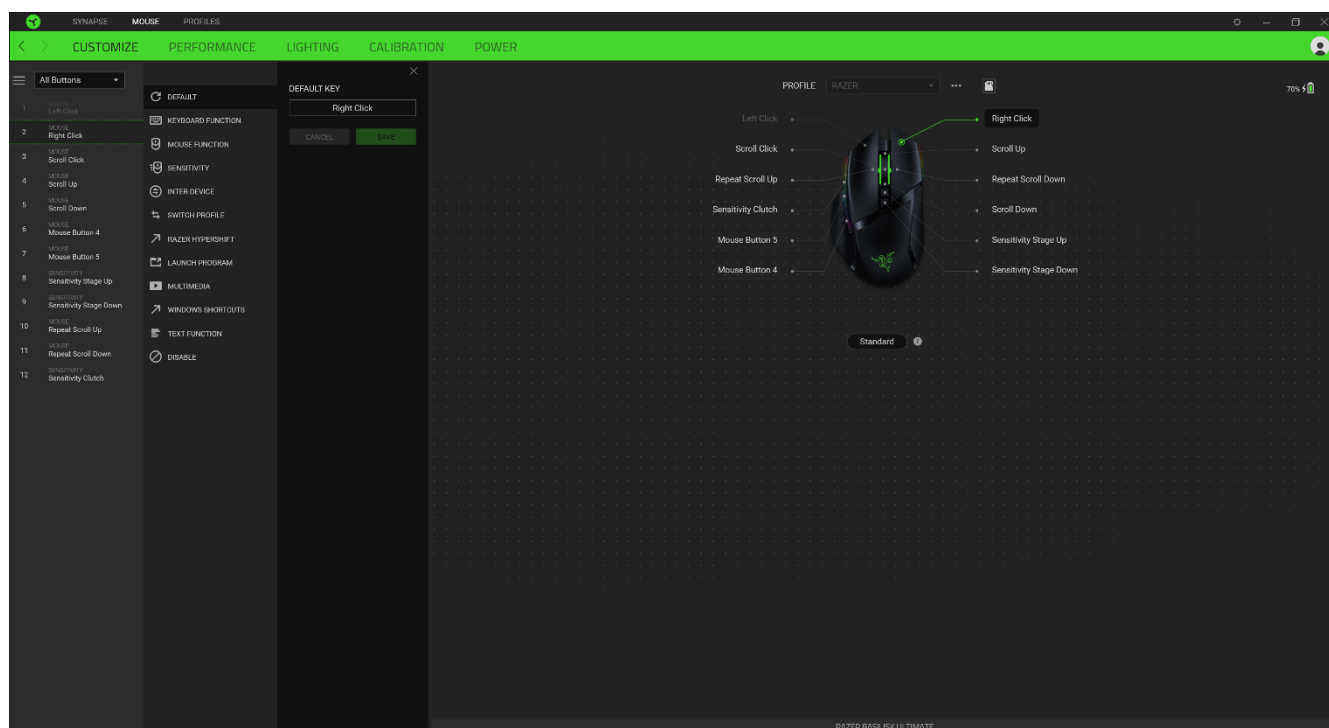 SYNAPSE MOUSE PROFILES
CUSTOMIZE PERFORMANCE LIGHTING CALIBRATION POWER
All Buttons
1 MOUSE
Left Click
2 MOUSE
Right Click
3 MOUSE
Scroll Click
4 MOUSE
Scroll Up
5 MOUSE
Scroll Down
6 MOUSE
Mouse Button 4
7 MOUSE
Mouse Button 5
8 SENSITIVITY
Sensitivity Stage Up
9 SENSITIVITY
Sensitivity Stage Down
10 MOUSE
Repeat Scroll Up
11 MOUSE
Repeat Scroll Down
12 SENSITIVITY
Sensitivity Clutch
DEFAULT
KEYBOARD FUNCTION
MOUSE FUNCTION
SENSITIVITY
INTER-DEVICE
SWITCH PROFILE
RAZER HYPERSHIFT
LAUNCH PROGRAM
MULTIMEDIA
WINDOWS SHORTCUTS
TEXT FUNCTION
DISABLE
DEFAULT KEY
Right Click
CANCEL SAVE
PROFILE RAZER
70%
Left Click Right Click
Scroll Click Scroll Up
Repeat Scroll Up Repeat Scroll Down
Sensitivity Clutch Scroll Down
Mouse Button 5 Sensitivity Stage Up
Mouse Button 4 Sensitivity Stage Down
Standard
RAZER BASILISK ULTIMATE